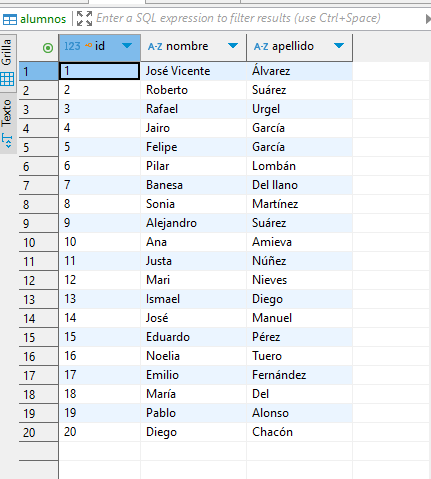 alumnos Enter a SQL expression to filter results (use Ctrl+Space)
Grilla
Texto
123 id A-Z nombre A-Z apellido
1 1 José Vicente Álvarez
2 2 Roberto Suárez
3 3 Rafael Urgel
4 4 Jairo García
5 5 Felipe García
6 6 Pilar Lombán
7 7 Banesa Del llano
8 8 Sonia Martínez
9 9 Alejandro Suárez
10 10 Ana Amieva
11 11 Justa Núñez
12 12 Mari Nieves
13 13 Ismael Diego
14 14 José Manuel
15 15 Eduardo Pérez
16 16 Noelia Tuero
17 17 Emilio Fernández
18 18 María Del
19 19 Pablo Alonso
20 20 Diego Chacón